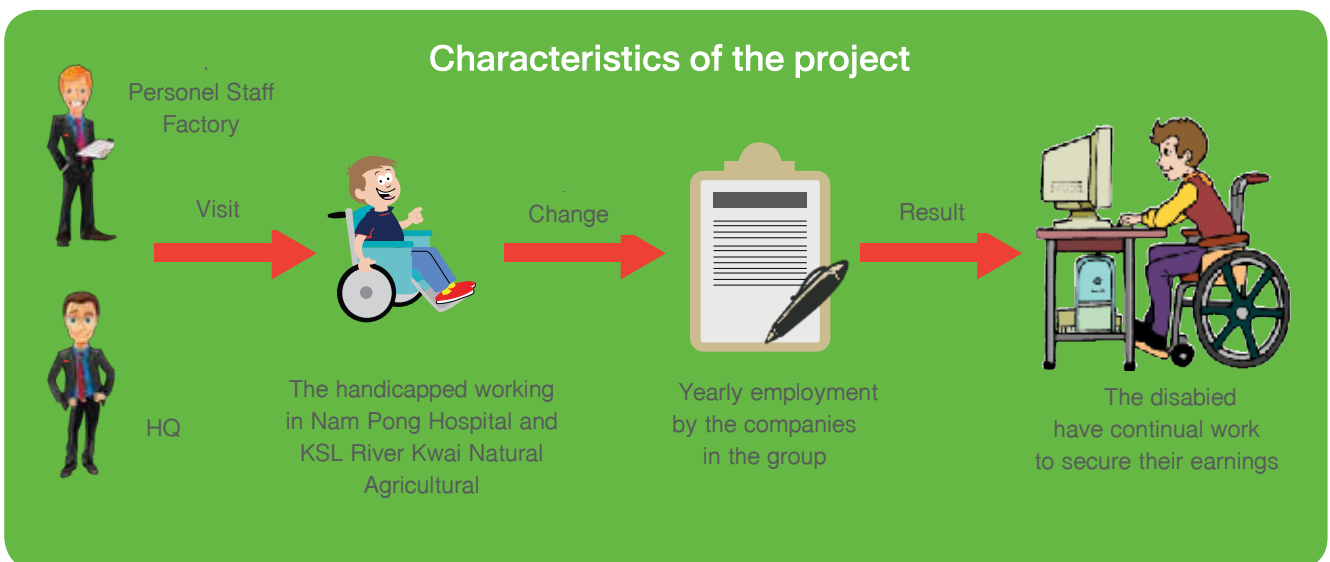 Characteristics of the project
Personel Staff
Factory
Visit
HQ
The handicapped working
in Nam Pong Hospital and
KSL River Kwai Natural
Agricultural
Change
Yearly employment
by the companies
in the group
Result
The disabied
have continual work
to secure their earnings